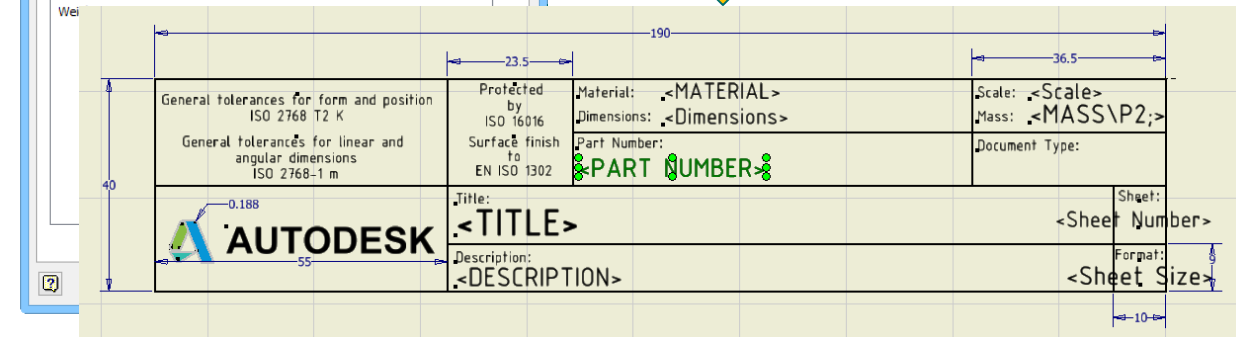 Wei
190
23.5
36.5
General tolerances for form and position
ISO 2768 T2 K
General tolerances for linear and
angular dimensions
ISO 2768-1 m
Protected
by
ISO 16016
Surface finish
to
EN ISO 1302
Material: <MATERIAL>
Dimensions: <Dimensions>
Scale: <Scale>
Mass: <MASS\P2;>
Part Number:
<PART NUMBER>
Document Type:
40
0.188
AUTODESK
55
Title:
<TITLE>
Sheet:
<Sheet Number>
Description:
<DESCRIPTION>
Format:
<Sheet Size>
9
10